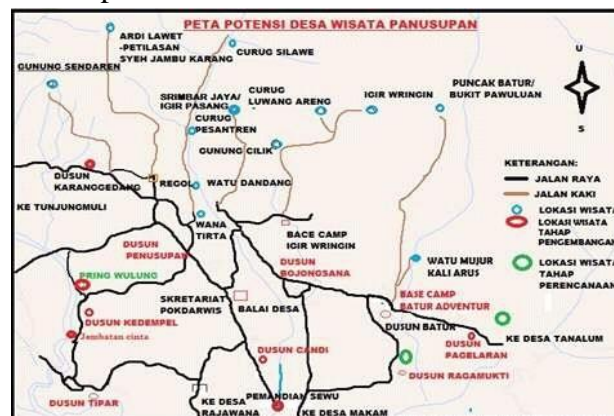 PETA POTENSI DESA WISATA PANUSUPAN
ARDI LAWET
-PETILASAN
SYEH JAMBU KARANG
CURUG SILAWE
GUNUNG SENDAREN
SRIMBAR JAYA/
IGIR PASANG
CURUG
LUWANG ARENG
IGIR WRINGIN
PUNCAK BATUR/
BUKIT PAWULUAN
U
S
CURUG
PESANTREN
GUNUNG CILIK
DUSUN
KARANGGEDANG
REGOL
WATU DANDANG
KE TUNJUNGMULI
WANA
TIRTA
BACE CAMP
IGIR WRINGIN
KETERANGAN:
JALAN RAYA
JALAN KAKI
LOKASI WISATA
LOKASI WISATA
TAHAP
PENGEMBANGAN
LOKASI WISATA
TAHAP
PERENCANAAN
DUSUN
PENUSUPAN
DUSUN
BOJONGSANA
WATU MUJUR
KALI ARUS
PRING WULUNG
SKRETARIAT
POKDARWIS
BALAI DESA
BASE CAMP
BATUR ADVENTUR
DUSUN BATUR
DUSUN KEDEMPEL
Jembatan cinta
DUSUN
PAGELARAN
KE DESA TANALUM
DUSUN CANDI
DUSUN RAGAMUKTI
DUSUN TIPAR
KE DESA
RAJAWANA
PEMANDIAN SEWU
KE DESA MAKAM